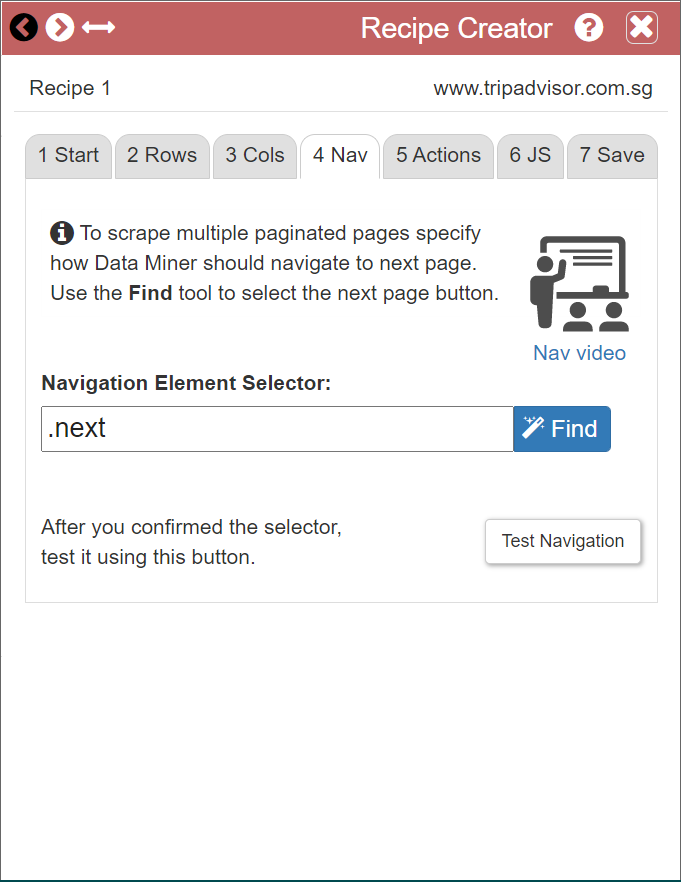 Recipe Creator ?
Recipe 1 www.tripadvisor.com.sg
1 Start 2 Rows 3 Cols 4 Nav 5 Actions 6 JS 7 Save
To scrape multiple paginated pages specify
how Data Miner should navigate to next page.
Use the Find tool to select the next page button.
Nav video
Navigation Element Selector:
.next Find
After you confirmed the selector,
test it using this button.
Test Navigation